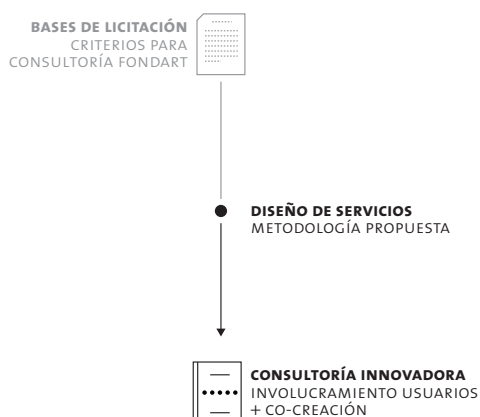 BASES DE LICITACIÓN
CRITERIOS PARA
CONSULTORÍA FONDART
DISEÑO DE SERVICIOS
METODOLOGÍA PROPUESTA
CONSULTORÍA INNOVADORA
INVOLUCRAMIENTO USUARIOS
+ CO-CREACIÓN